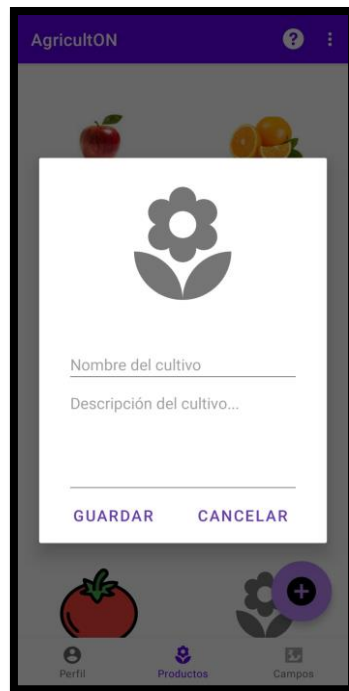 AgricultON
Nombre del cultivo
Descripción del cultivo...
GUARDAR CANCELAR
Perfil Productos Campos